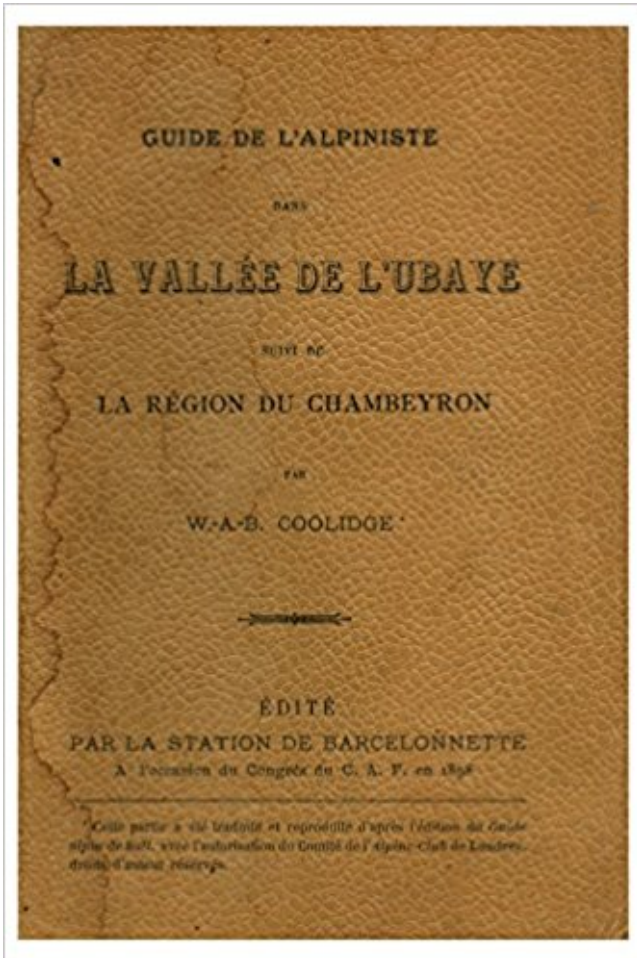 GUIDE DE L'ALPINISTE
DANS
LA VALLÉE DE L'UBAYE
SUIVI DE
LA RÉGION DU CHAMBEYRON
PAR
W.-A.-B. COOLIDGE *
ÉDITÉ
PAR LA STATION DE BARCELONNETTE
A l'occasion du Congrès du C. A. F. en 1898
* Cette partie a été traduite et reproduite d'après l'édition du Guide
alpin de Ball, avec l'autorisation du Comité de l'Alpine-Club de Londres,
droits d'auteur réservés.